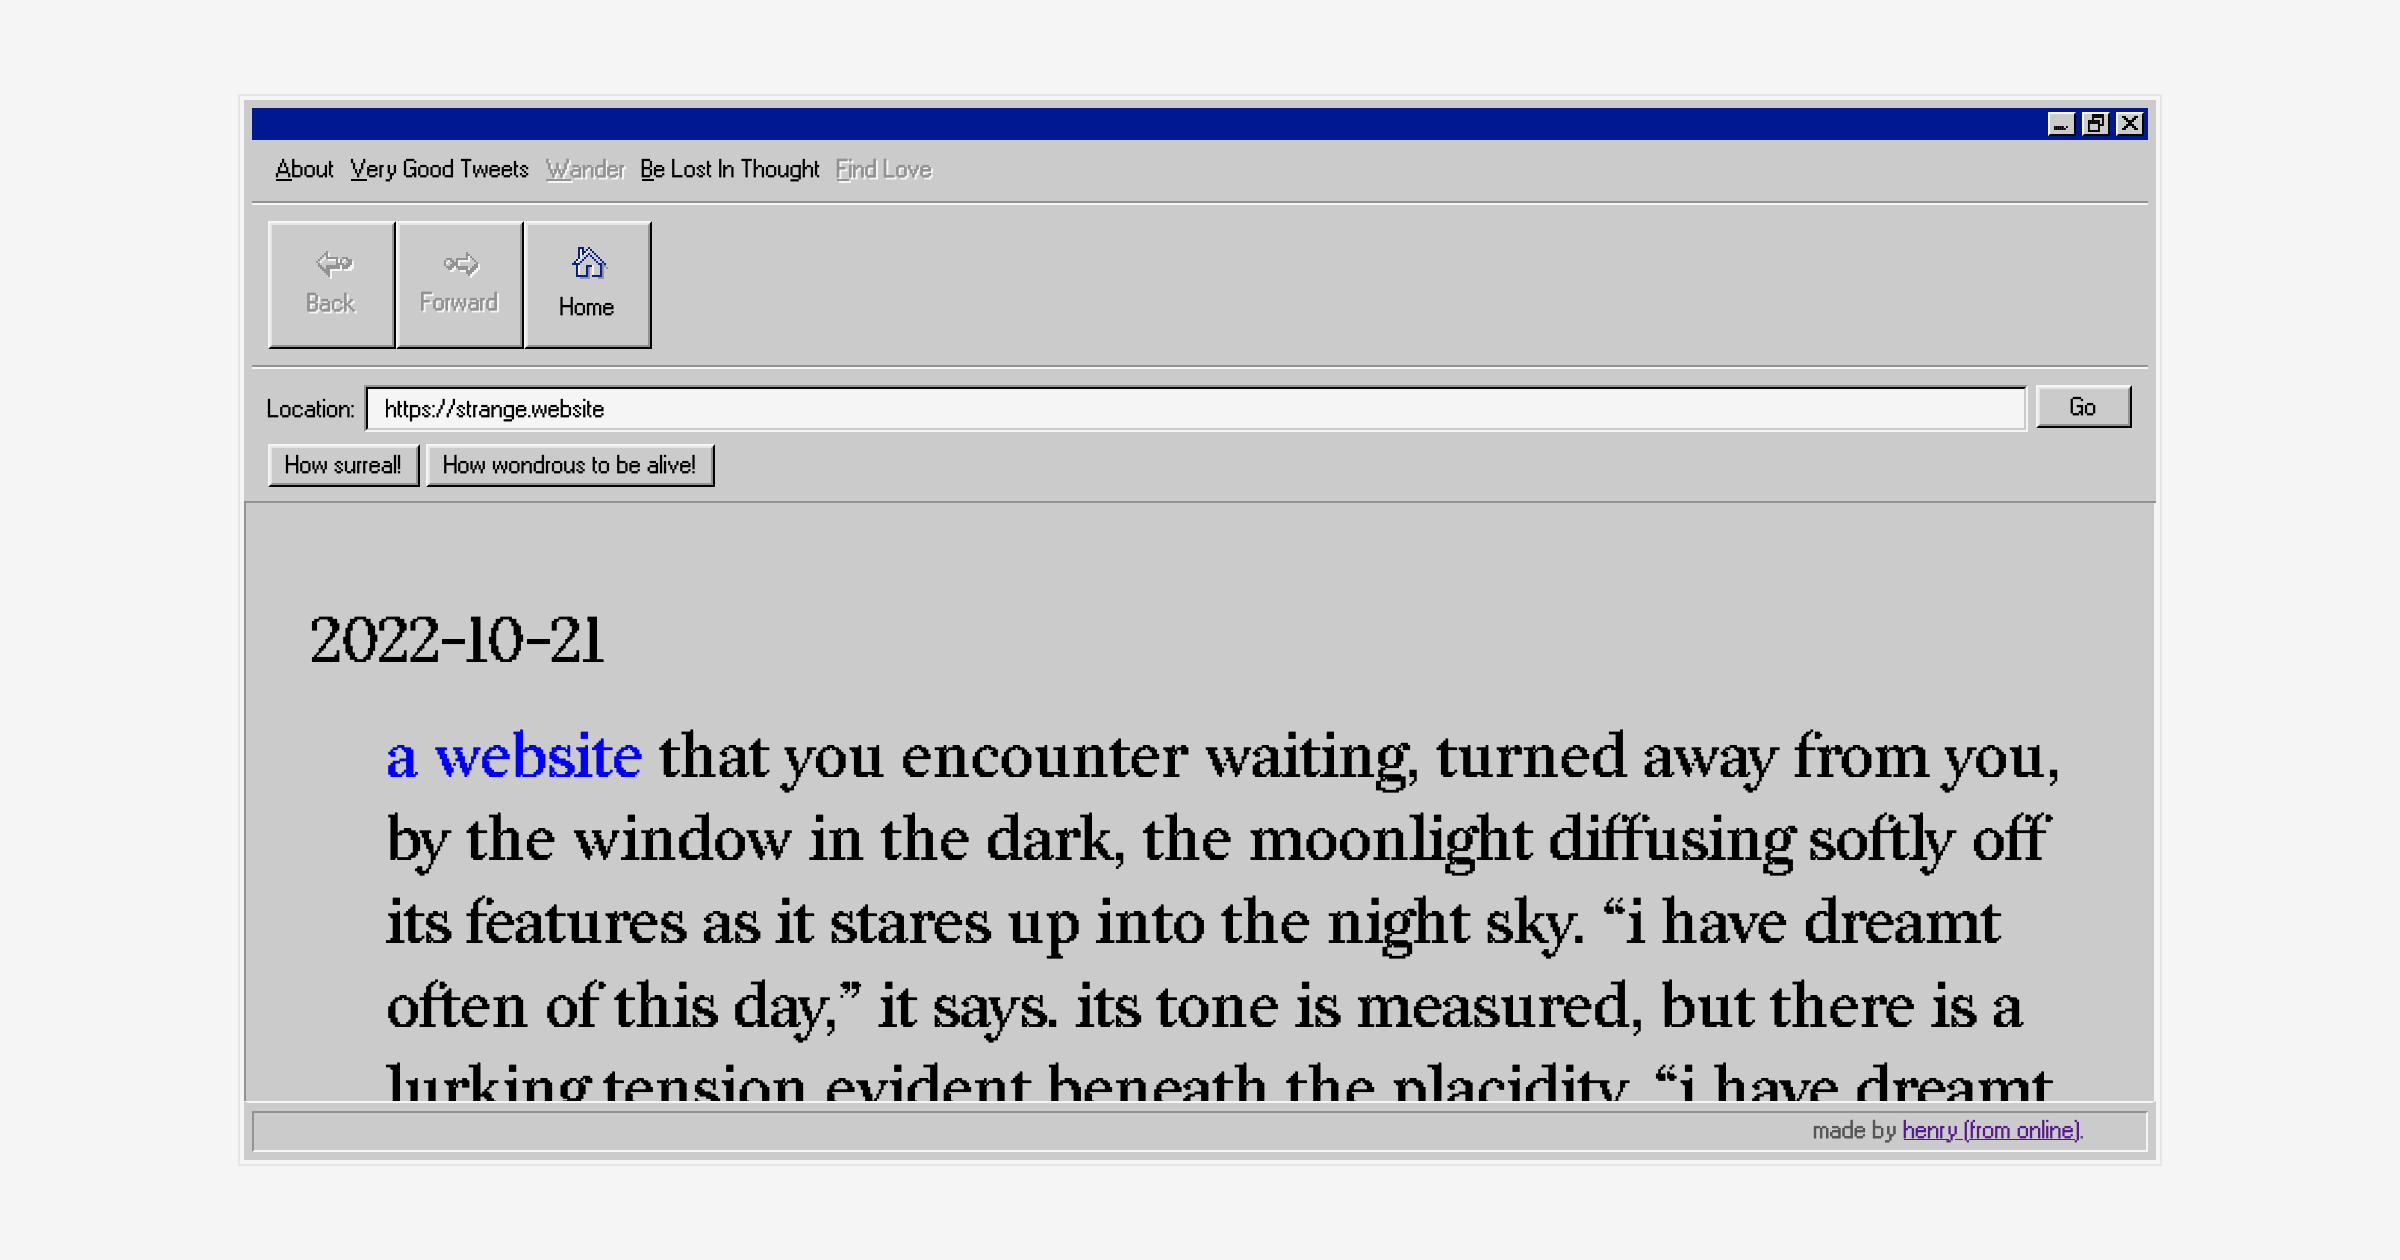 About Very Good Tweets Wander Be Lost In Thought Find Love
Back Forward Home
Location: https://strange.website Go
How surreal! How wondrous to be alive!
2022-10-21
a website that you encounter waiting, turned away from you,
by the window in the dark, the moonlight diffusing softly off
its features as it stares up into the night sky. “i have dreamt
often of this day,” it says. its tone is measured, but there is a
lurking tension evident beneath the placidity. “i have dreamt
made by henry (from online).